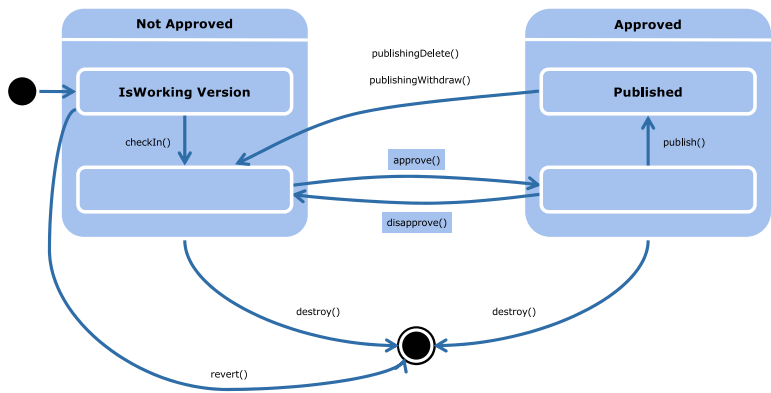 Not Approved
Approved
publishingDelete()
publishingWithdraw()
IsWorking Version
Published
checkIn()
publish()
approve()
disapprove()
destroy()
destroy()
revert()